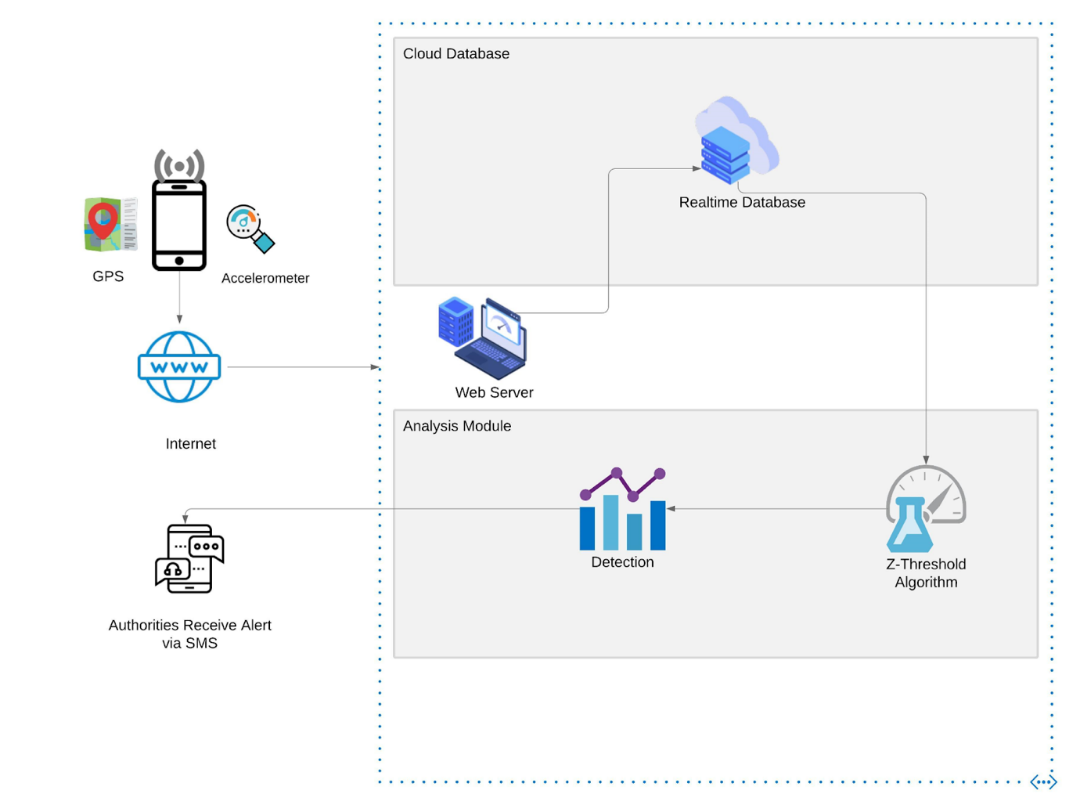 Cloud Database
Realtime Database
GPS
Accelerometer
WWW
Web Server
Internet
Analysis Module
Detection
Z-Threshold
Algorithm
Authorities Receive Alert
via SMS